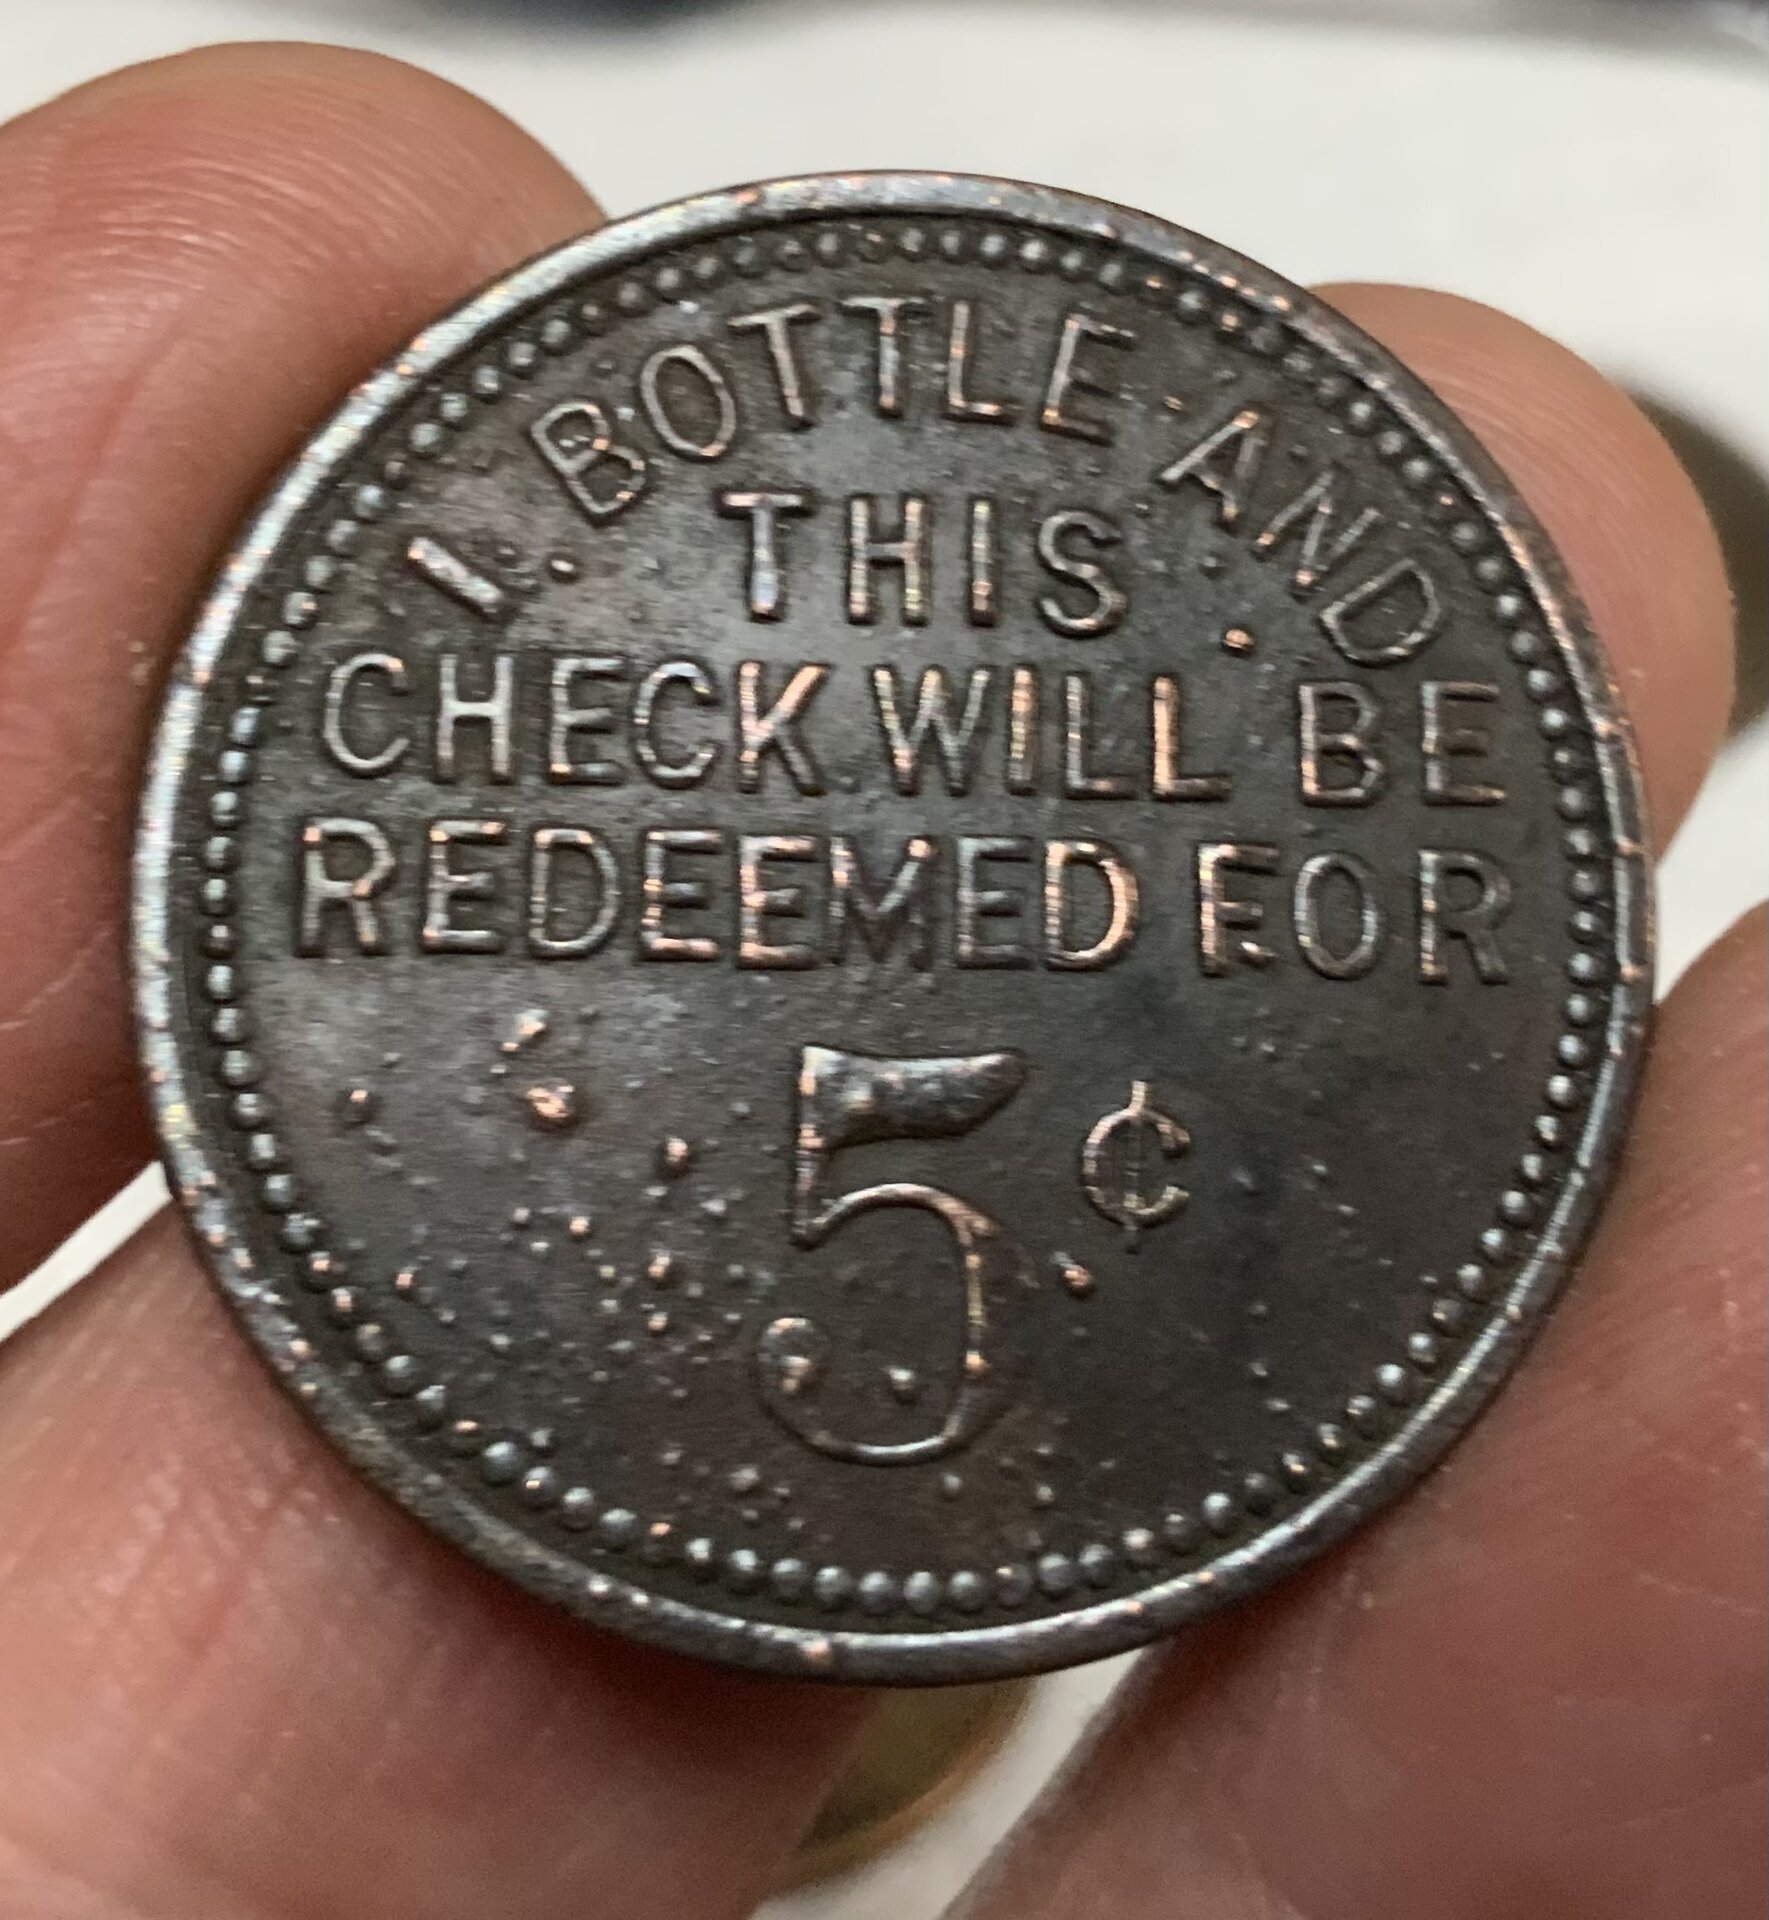 1. BOTTLE AND
THIS
CHECK WILL BE
REDEEMED FOR
5¢